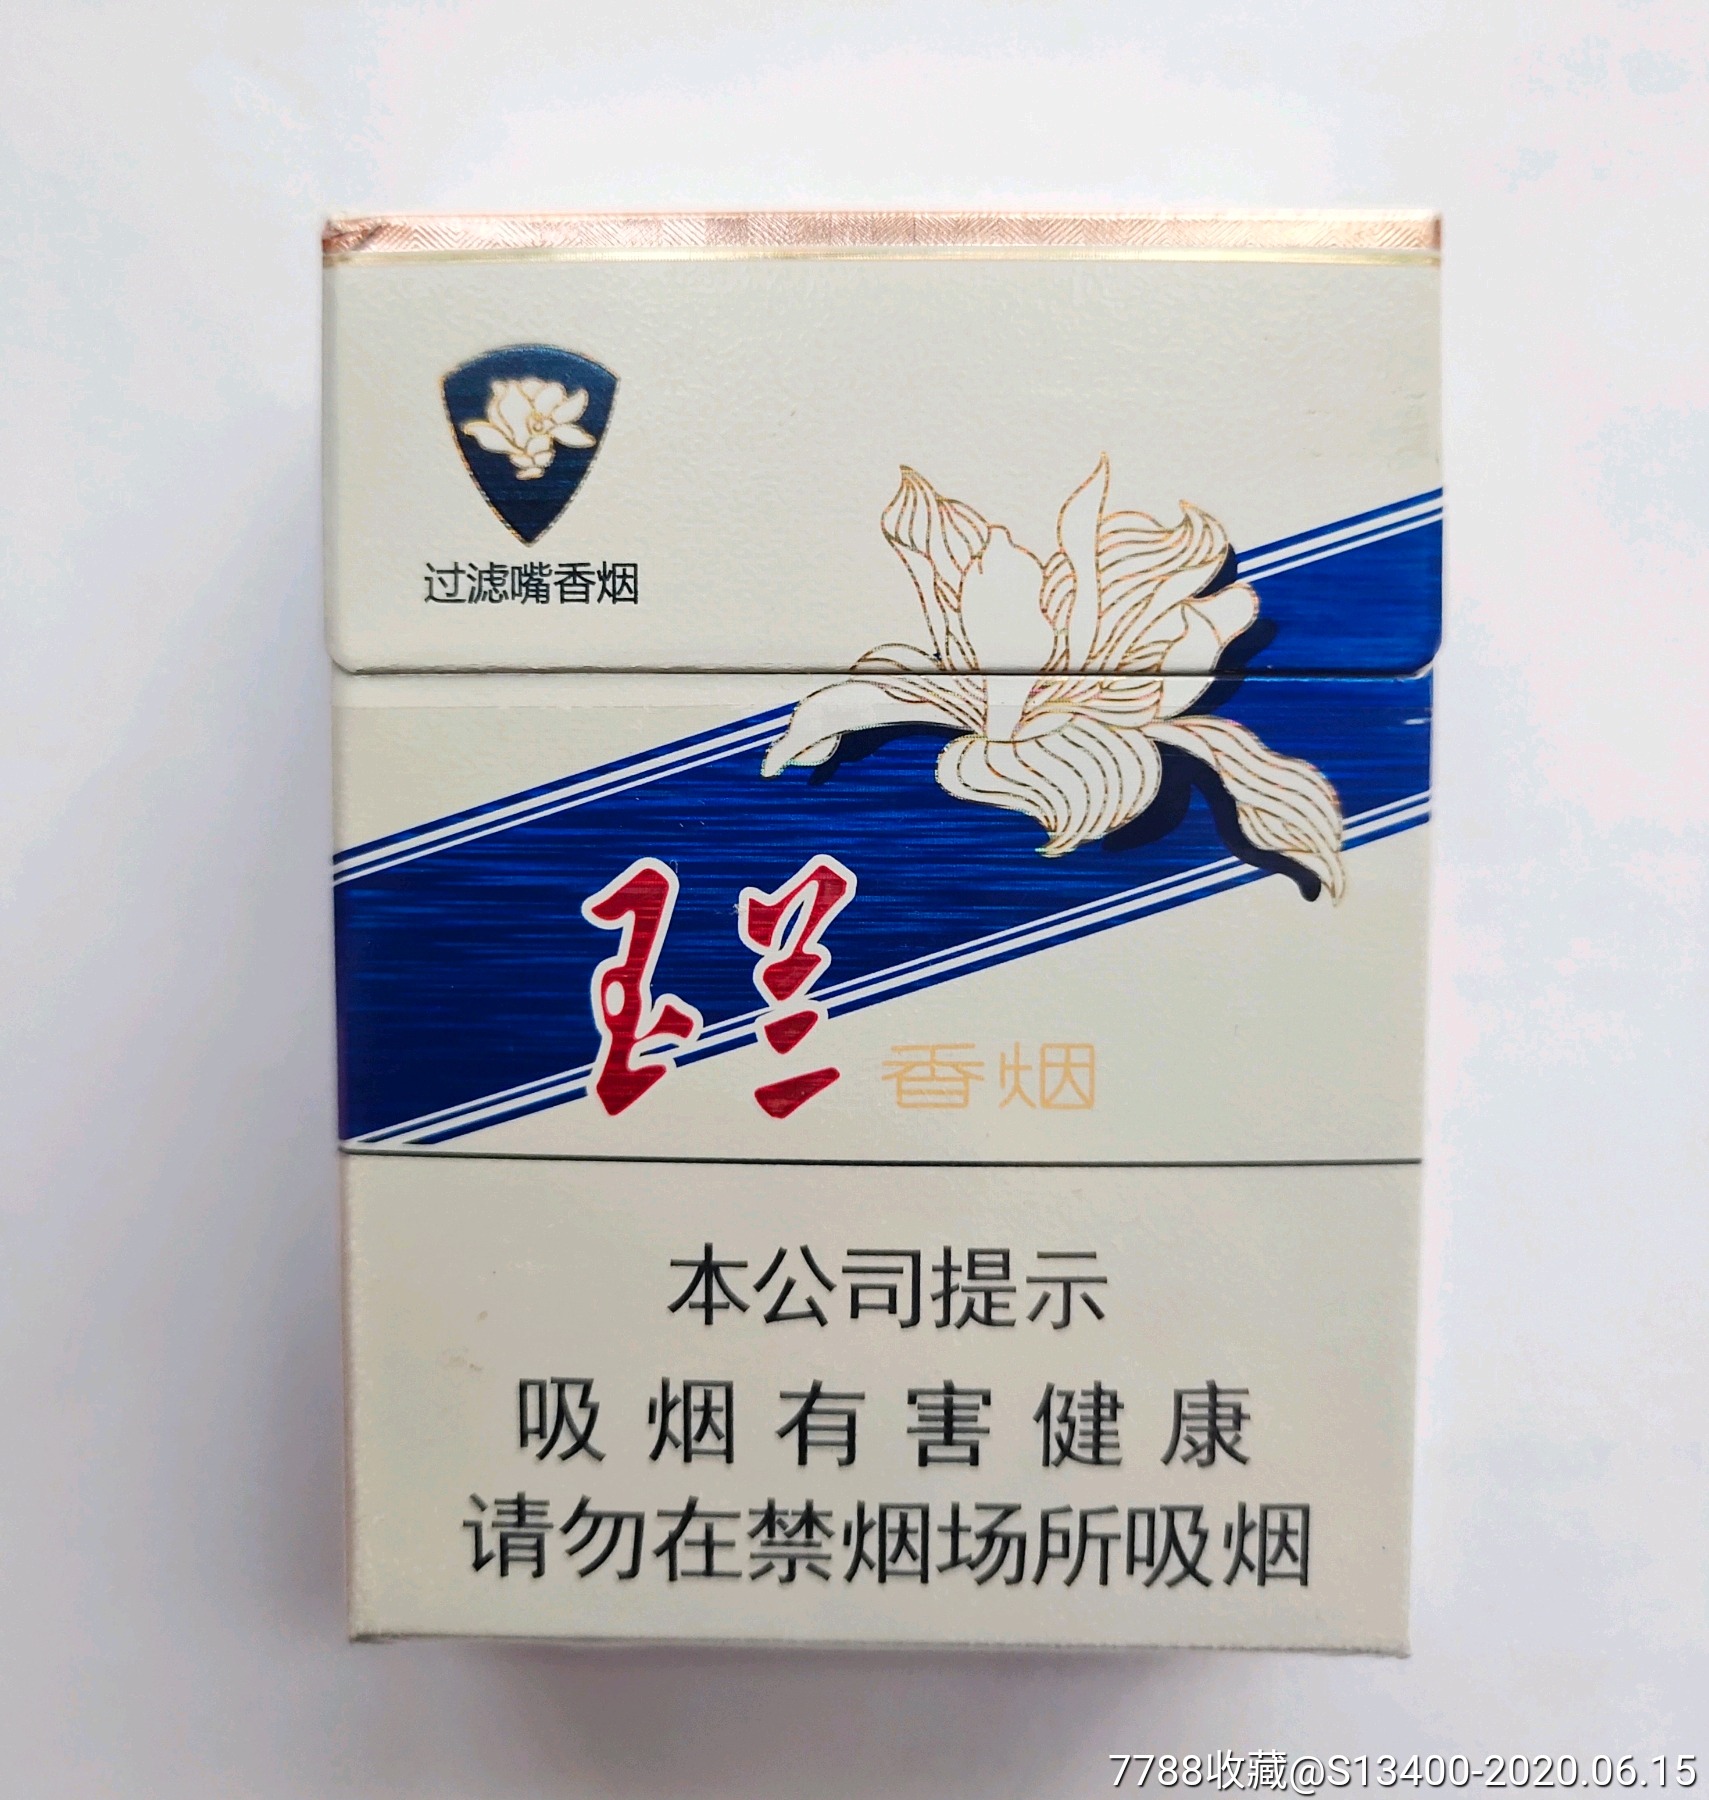 过滤嘴香烟
玉兰
香烟
本公司提示
吸烟有害健康
请勿在禁烟场所吸烟
7788收藏@S13400-2020.06.15